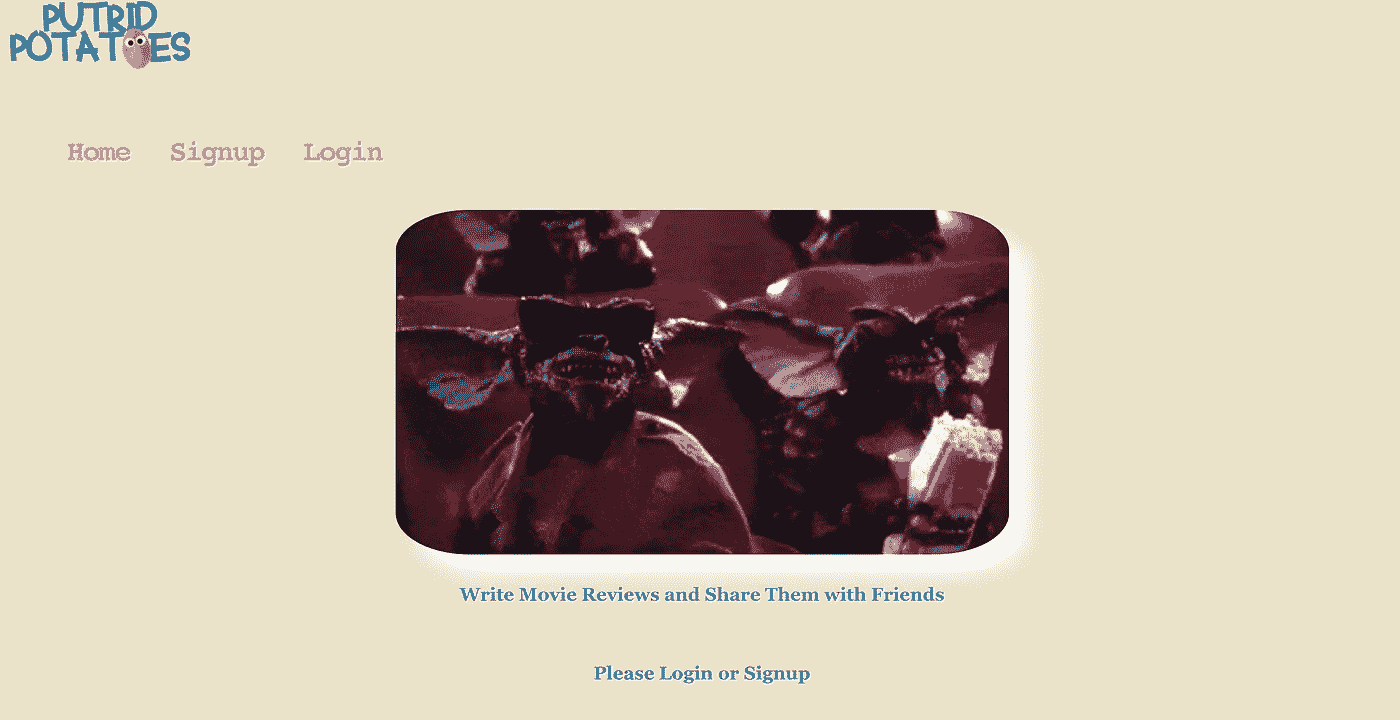 PUTRID
POTATOES
Home Signup Login
Write Movie Reviews and Share Them with Friends
Please Login or Signup